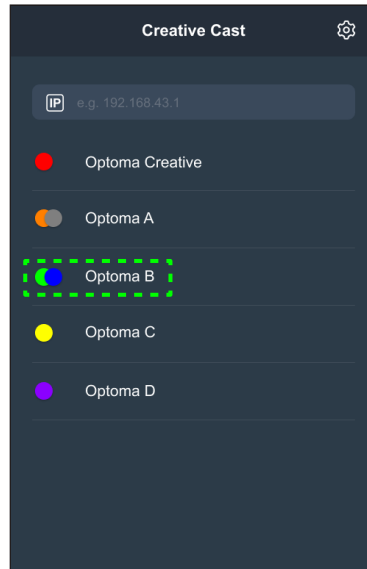 Creative Cast
IP e.g. 192.168.43.1
Optoma Creative
Optoma A
Optoma B
Optoma C
Optoma D